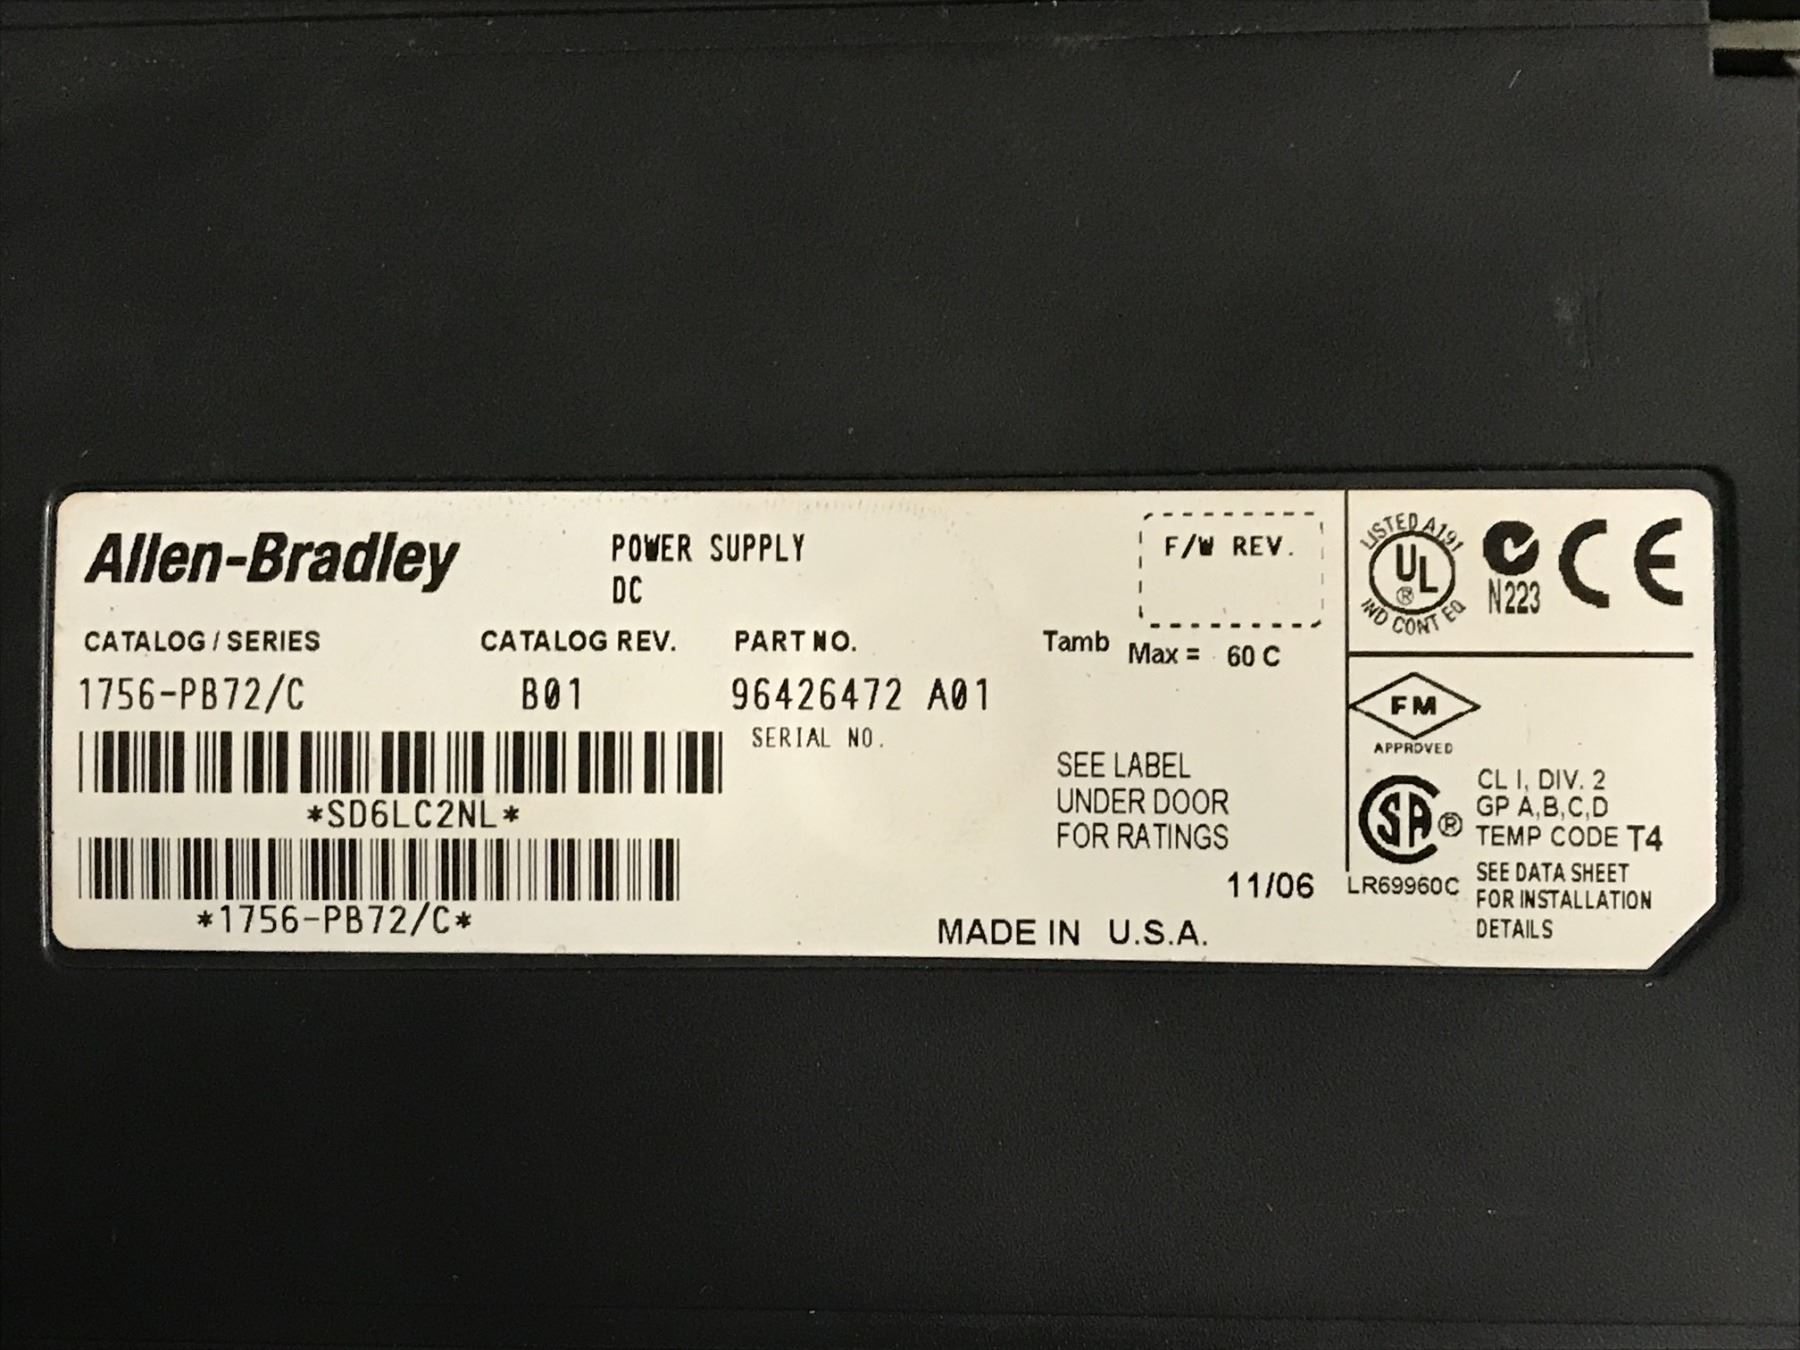 Allen-Bradley
POWER SUPPLY
DC
F/W REV.
CATALOG / SERIES
CATALOG REV.
PART NO.
Tamb Max = 60 C
1756-PB72/C
B01
96426472 A01
SERIAL NO.
*SD6LC2NL*
*1756-PB72/C*
SEE LABEL
UNDER DOOR
FOR RATINGS
11/06
MADE IN U.S.A.
LISTED A191
UL
®
IND CONT EQ
N223
CE
FM
APPROVED
SA ®
LR69960C
CL I, DIV. 2
GP A,B,C,D
TEMP CODE T4
SEE DATA SHEET
FOR INSTALLATION
DETAILS